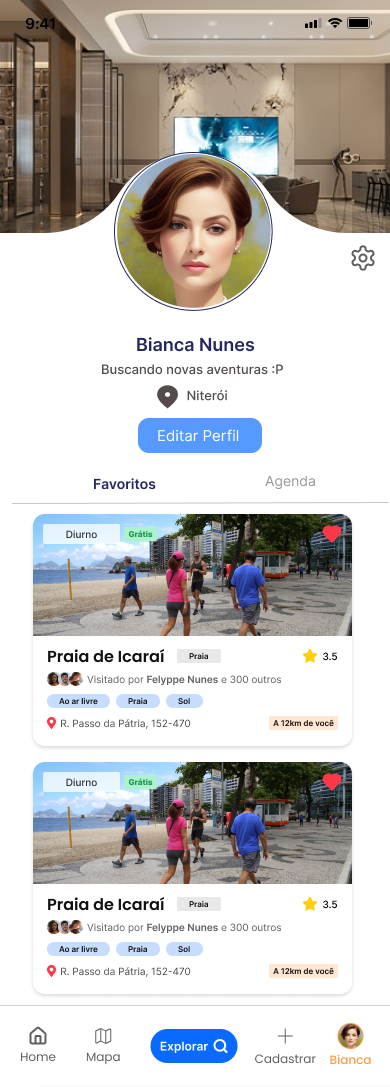 9:41
Bianca Nunes
Buscando novas aventuras :P
Niterói
Editar Perfil
Favoritos Agenda
Diurno Grátis
Praia de Icaraí Praia 3.5
Visitado por Felyppe Nunes e 300 outros
Ao ar livre Praia Sol
R. Passo da Pátria, 152-470 A 12km de você
Diurno Grátis
Praia de Icaraí Praia 3.5
Visitado por Felyppe Nunes e 300 outros
Ao ar livre Praia Sol
R. Passo da Pátria, 152-470 A 12km de você
Home Mapa Explorar Cadastrar Bianca